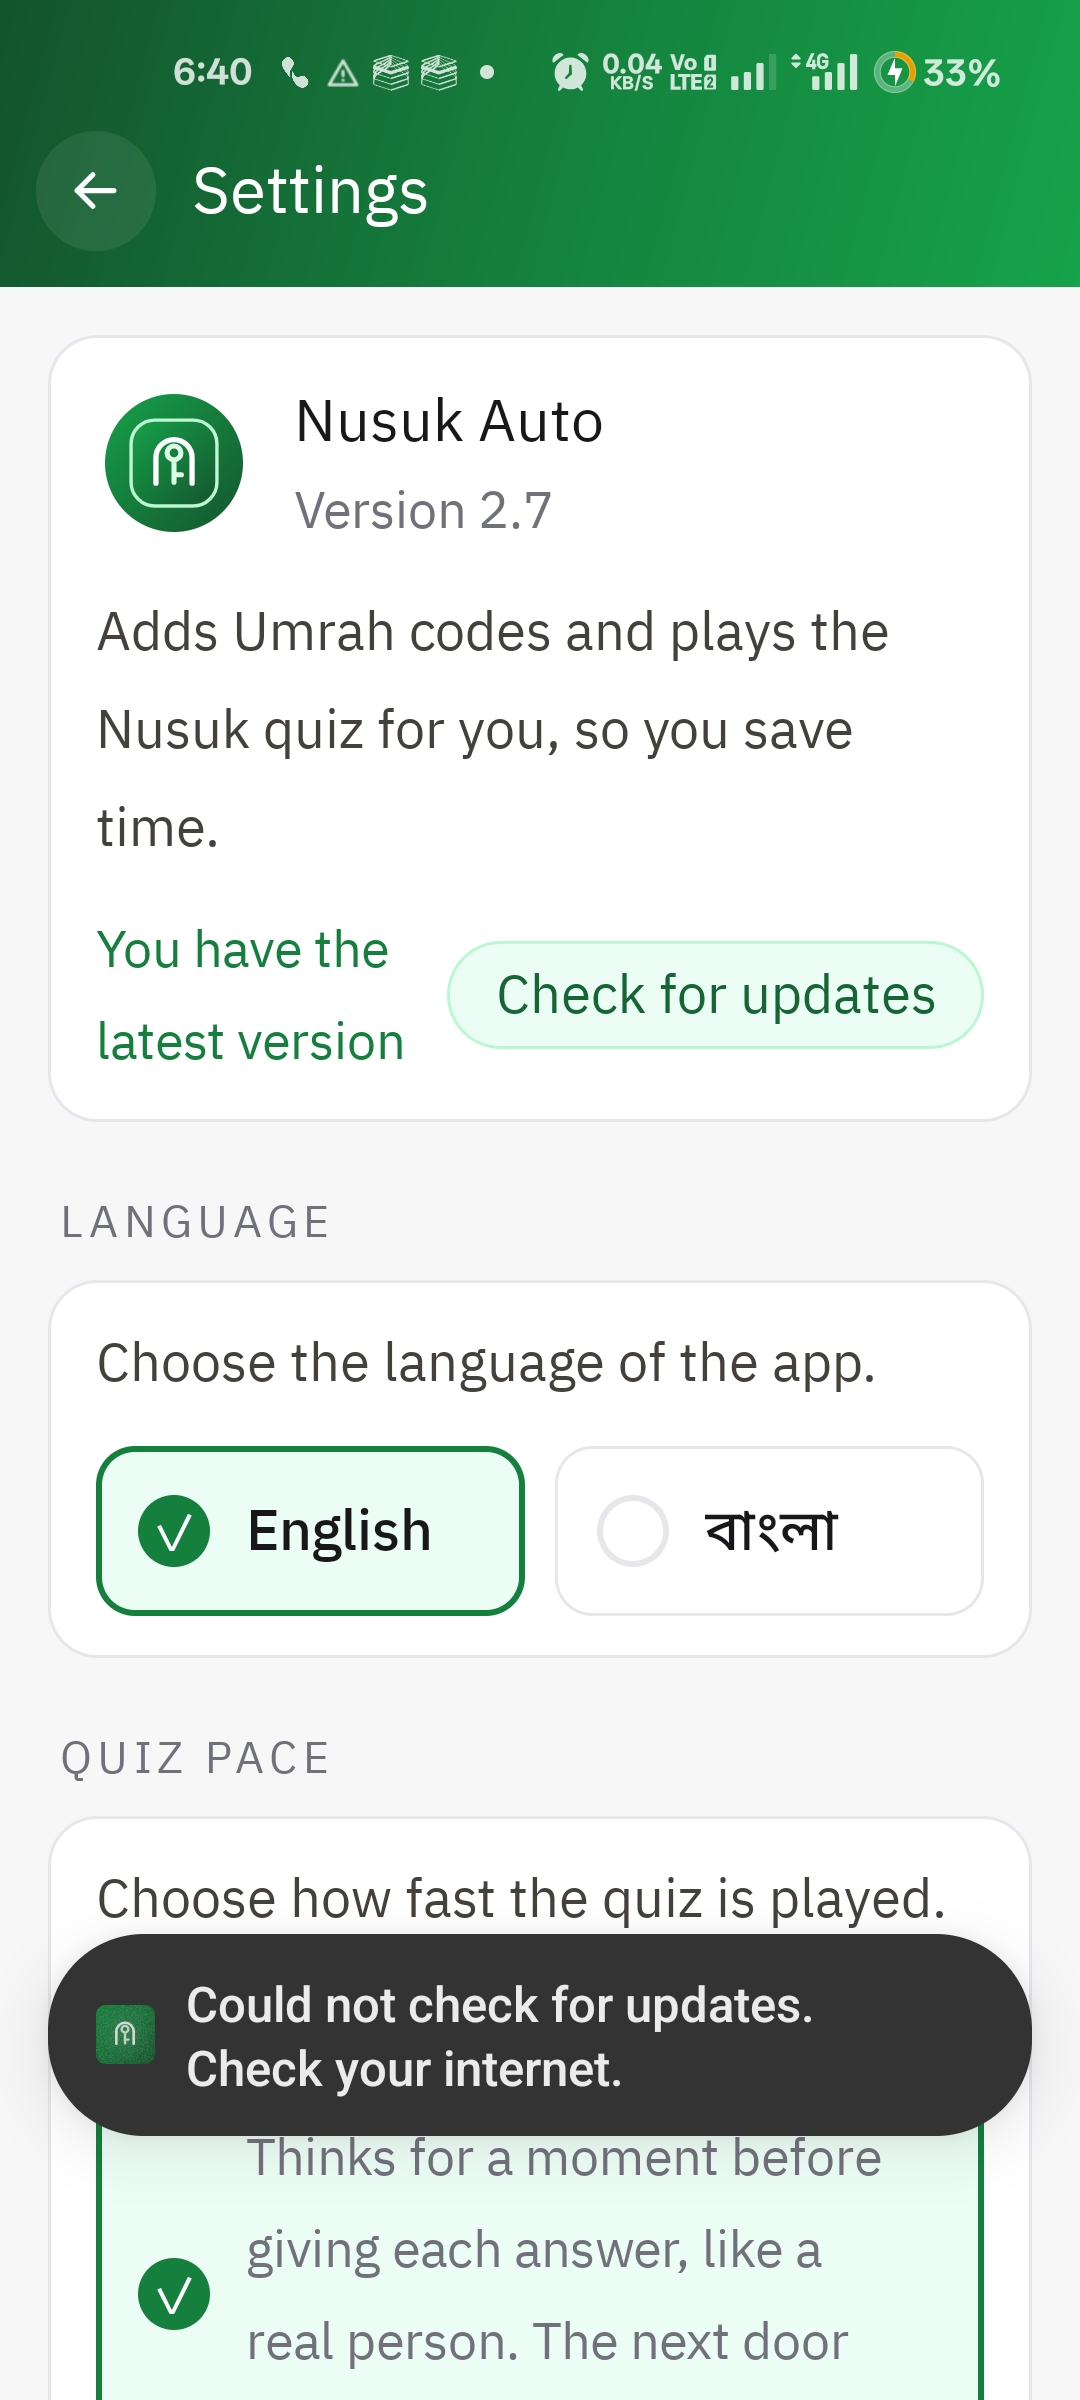 6:40
0.04 KB/S
Vo LTE
4G
33%
Settings
Nusuk Auto
Version 2.7
Adds Umrah codes and plays the
Nusuk quiz for you, so you save
time.
You have the
latest version
Check for updates
LANGUAGE
Choose the language of the app.
English
বাংলা
QUIZ PACE
Choose how fast the quiz is played.
Could not check for updates.
Check your internet.
Thinks for a moment before
giving each answer, like a
real person. The next door